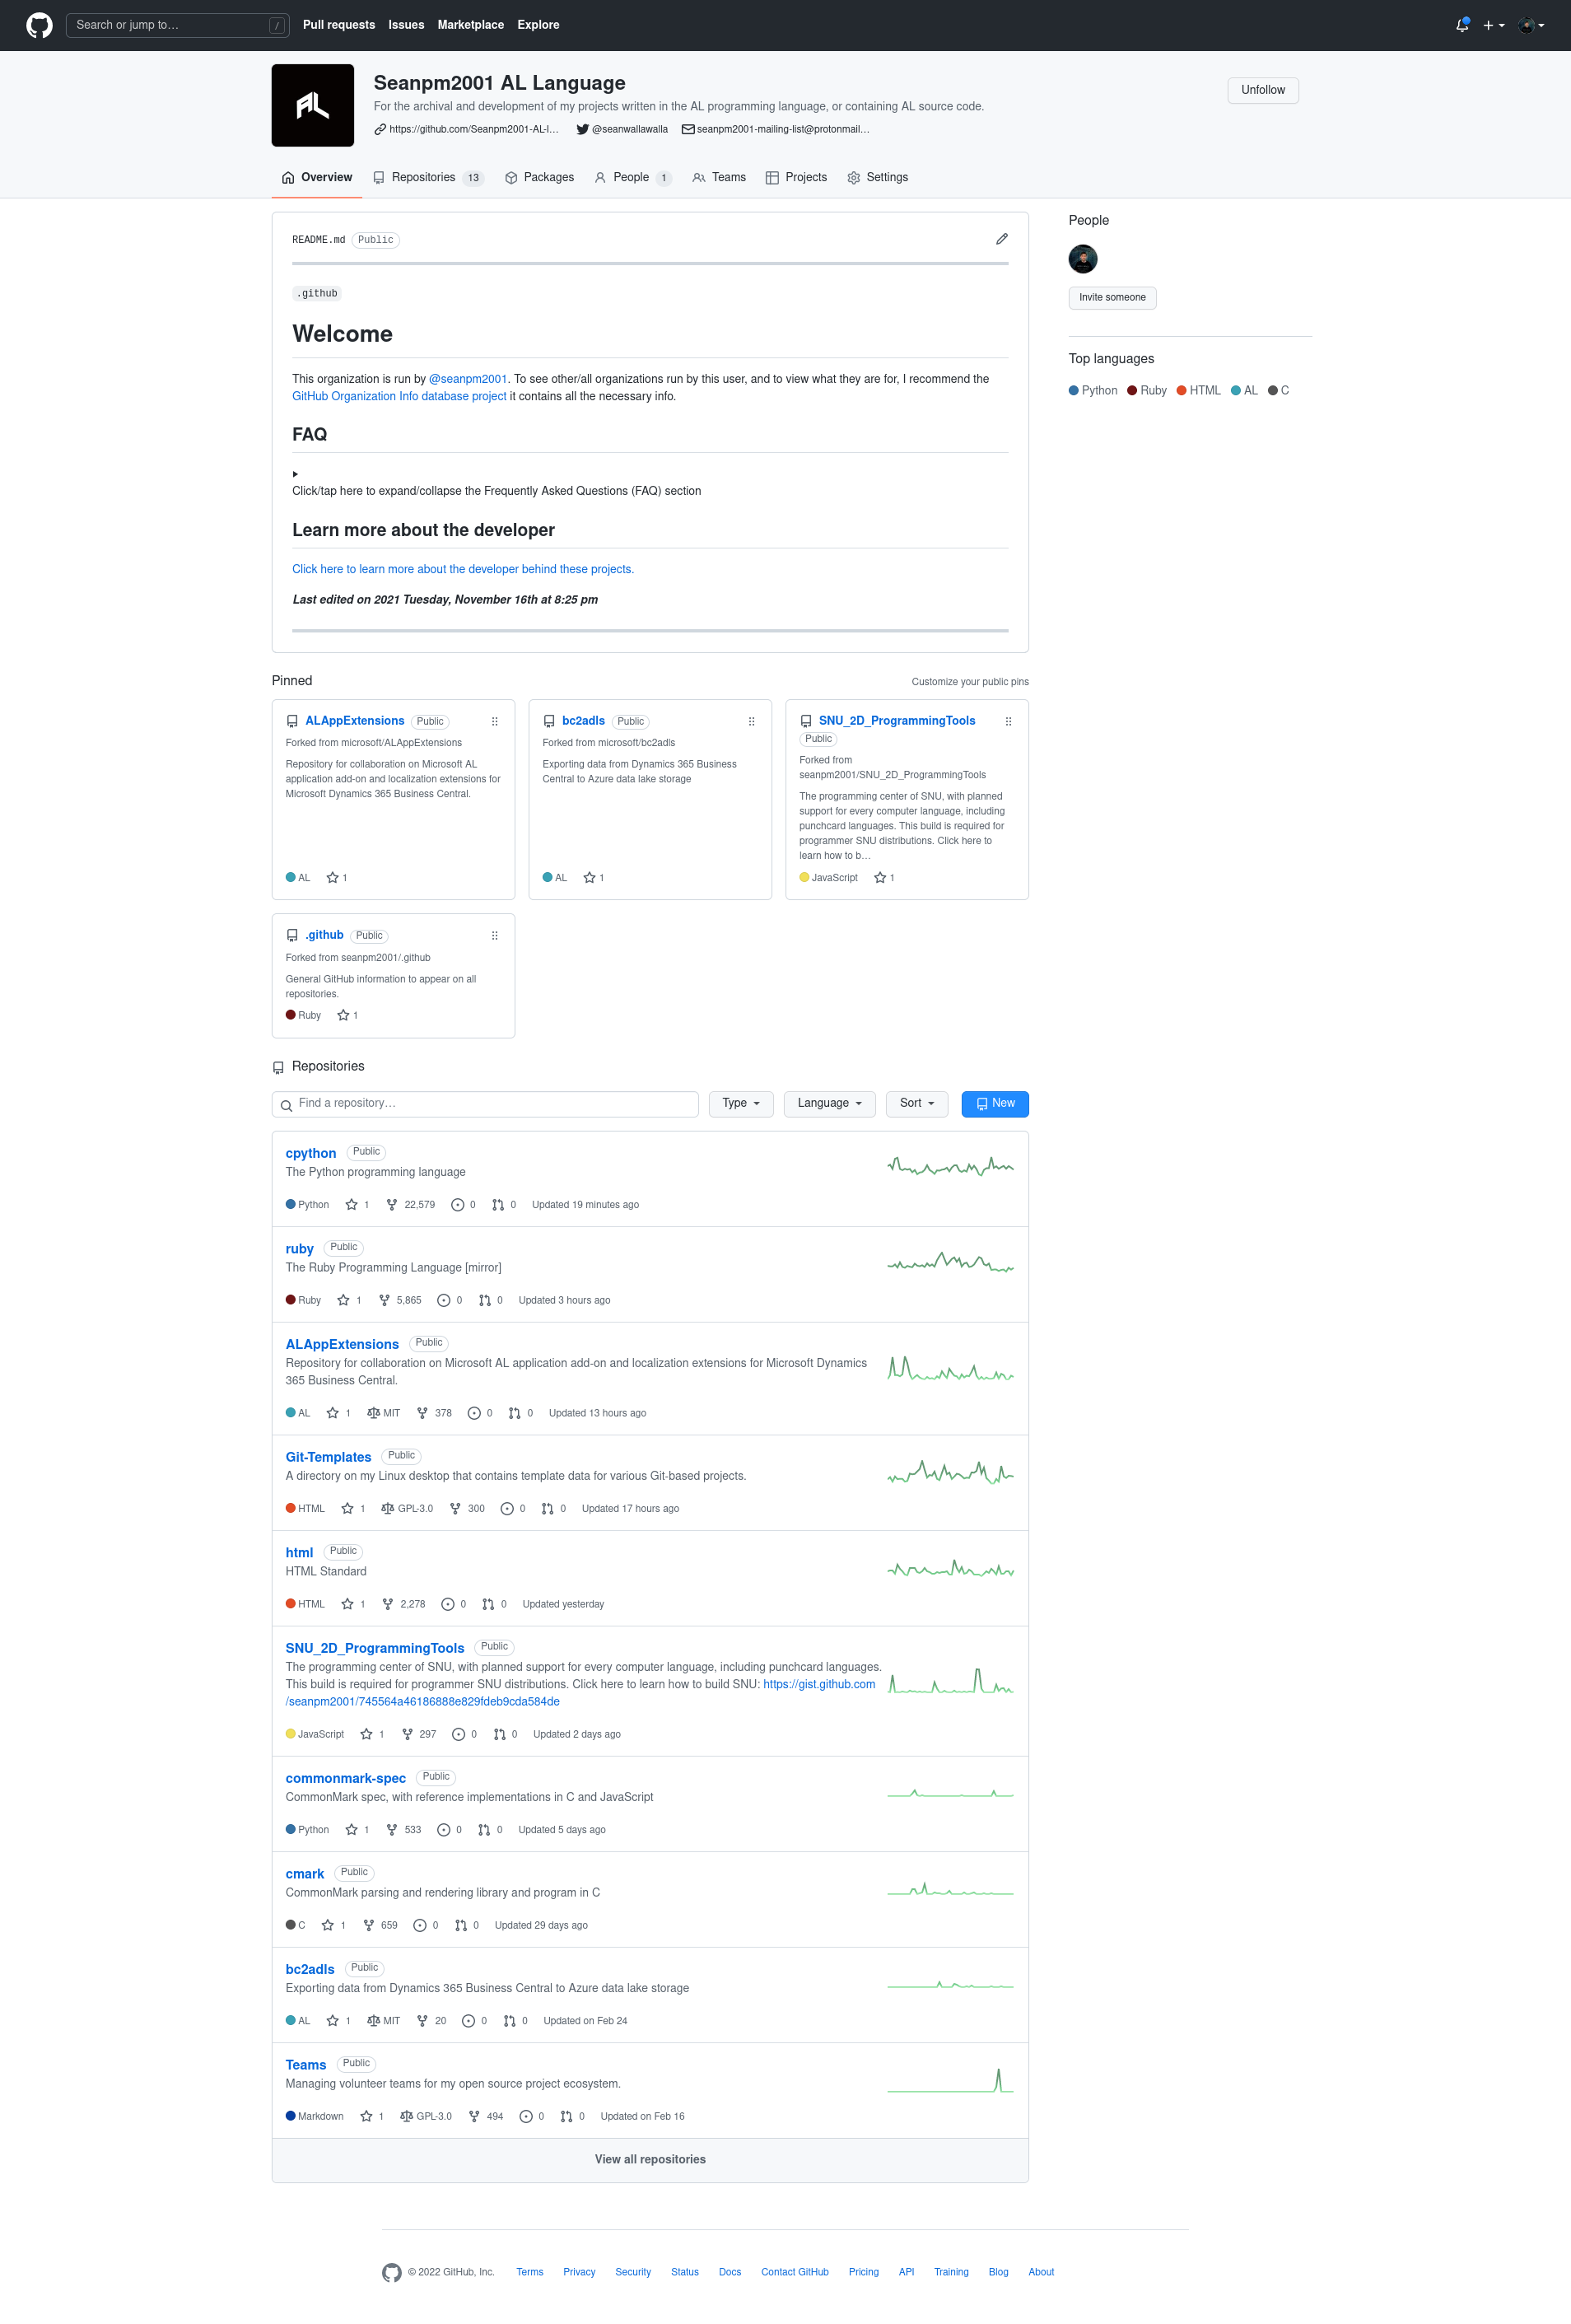 Search or jump to…
/
Pull requests
Issues
Marketplace
Explore
AL
Seanpm2001 AL Language
For the archival and development of my projects written in the AL programming language, or containing AL source code.
https://github.com/Seanpm2001-AL-l…
@seanwallawalla
seanpm2001-mailing-list@protonmail…
Unfollow
Overview
Repositories 13
Packages
People 1
Teams
Projects
Settings
README.md Public
.github
Welcome
This organization is run by @seanpm2001. To see other/all organizations run by this user, and to view what they are for, I recommend the
GitHub Organization Info database project it contains all the necessary info.
FAQ
Click/tap here to expand/collapse the Frequently Asked Questions (FAQ) section
Learn more about the developer
Click here to learn more about the developer behind these projects.
Last edited on 2021 Tuesday, November 16th at 8:25 pm
People
Invite someone
Top languages
Python Ruby HTML AL C
Pinned
Customize your public pins
ALAppExtensions Public
Forked from microsoft/ALAppExtensions
Repository for collaboration on Microsoft AL
application add-on and localization extensions for
Microsoft Dynamics 365 Business Central.
AL 1
bc2adls Public
Forked from microsoft/bc2adls
Exporting data from Dynamics 365 Business
Central to Azure data lake storage
AL 1
SNU_2D_ProgrammingTools
Public
Forked from
seanpm2001/SNU_2D_ProgrammingTools
The programming center of SNU, with planned
support for every computer language, including
punchcard languages. This build is required for
programmer SNU distributions. Click here to
learn how to b…
JavaScript 1
.github Public
Forked from seanpm2001/.github
General GitHub information to appear on all
repositories.
Ruby 1
Repositories
Find a repository…
Type
Language
Sort
New
cpython Public
The Python programming language
Python 1 22,579 0 0 Updated 19 minutes ago
ruby Public
The Ruby Programming Language [mirror]
Ruby 1 5,865 0 0 Updated 3 hours ago
ALAppExtensions Public
Repository for collaboration on Microsoft AL application add-on and localization extensions for Microsoft Dynamics
365 Business Central.
AL 1 MIT 378 0 0 Updated 13 hours ago
Git-Templates Public
A directory on my Linux desktop that contains template data for various Git-based projects.
HTML 1 GPL-3.0 300 0 0 Updated 17 hours ago
html Public
HTML Standard
HTML 1 2,278 0 0 Updated yesterday
SNU_2D_ProgrammingTools Public
The programming center of SNU, with planned support for every computer language, including punchcard languages.
This build is required for programmer SNU distributions. Click here to learn how to build SNU: https://gist.github.com
/seanpm2001/745564a46186888e829fdeb9cda584de
JavaScript 1 297 0 0 Updated 2 days ago
commonmark-spec Public
CommonMark spec, with reference implementations in C and JavaScript
Python 1 533 0 0 Updated 5 days ago
cmark Public
CommonMark parsing and rendering library and program in C
C 1 659 0 0 Updated 29 days ago
bc2adls Public
Exporting data from Dynamics 365 Business Central to Azure data lake storage
AL 1 MIT 20 0 0 Updated on Feb 24
Teams Public
Managing volunteer teams for my open source project ecosystem.
Markdown 1 GPL-3.0 494 0 0 Updated on Feb 16
View all repositories
© 2022 GitHub, Inc.
Terms
Privacy
Security
Status
Docs
Contact GitHub
Pricing
API
Training
Blog
About